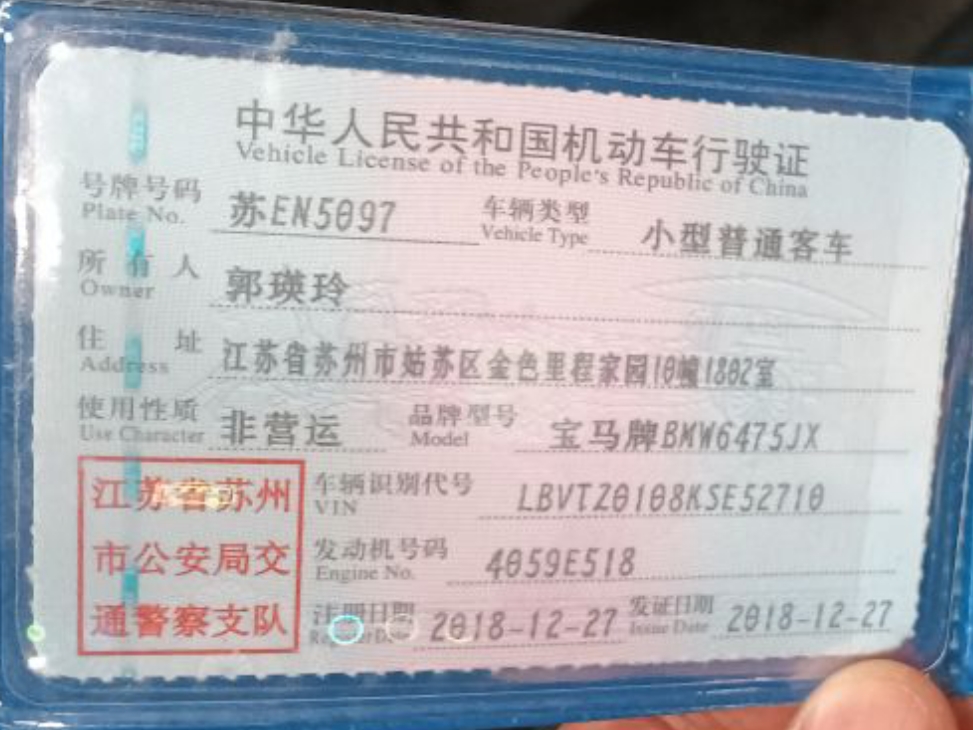 中华人民共和国机动车行驶证
Vehicle License of the People's Republic of China
号牌号码 苏EN5097 车辆类型 小型普通客车
Plate No. Vehicle Type
所有人 郭瑛玲
Owner
住址 江苏省苏州市姑苏区金色里程家园10幢1802室
Address
使用性质 非营运 品牌型号 宝马牌BMW6475JX
Use Character Model
江苏省苏州 车辆识别代号 LBVTZ0108KSE52710
VIN
市公安局交 发动机号码 4059E518
Engine No.
通警察支队 注册日期 2018-12-27 发证日期 2018-12-27
Register Date Issue Date